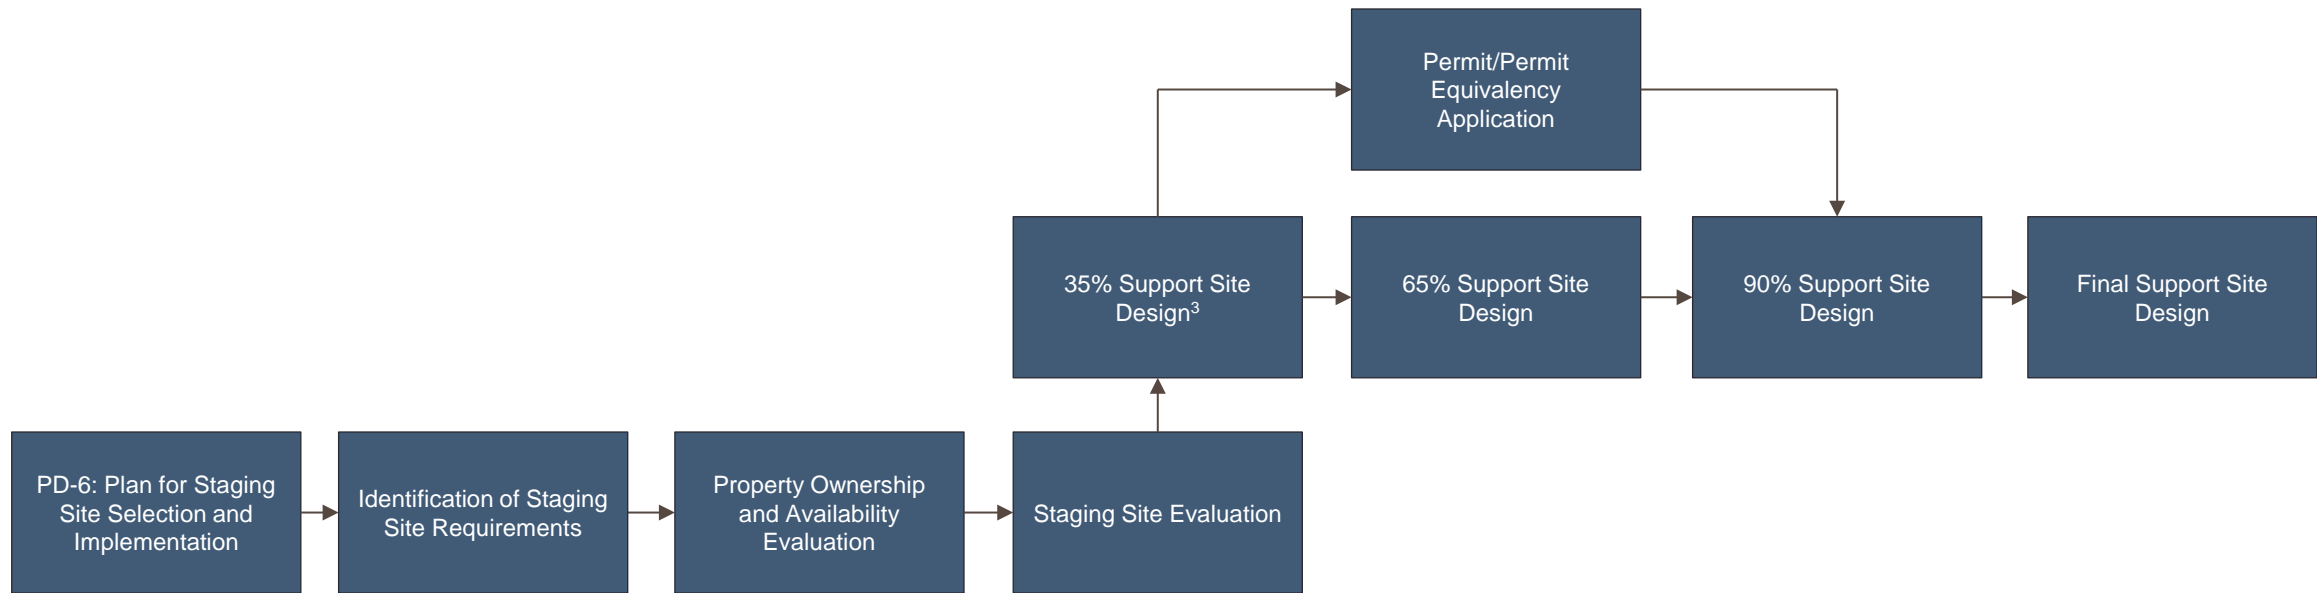 Permit/Permit
Equivalency
Application
35% Support Site
Design³
65% Support Site
Design
90% Support Site
Design
Final Support Site
Design
PD-6: Plan for Staging
Site Selection and
Implementation
Identification of Staging
Site Requirements
Property Ownership
and Availability
Evaluation
Staging Site Evaluation